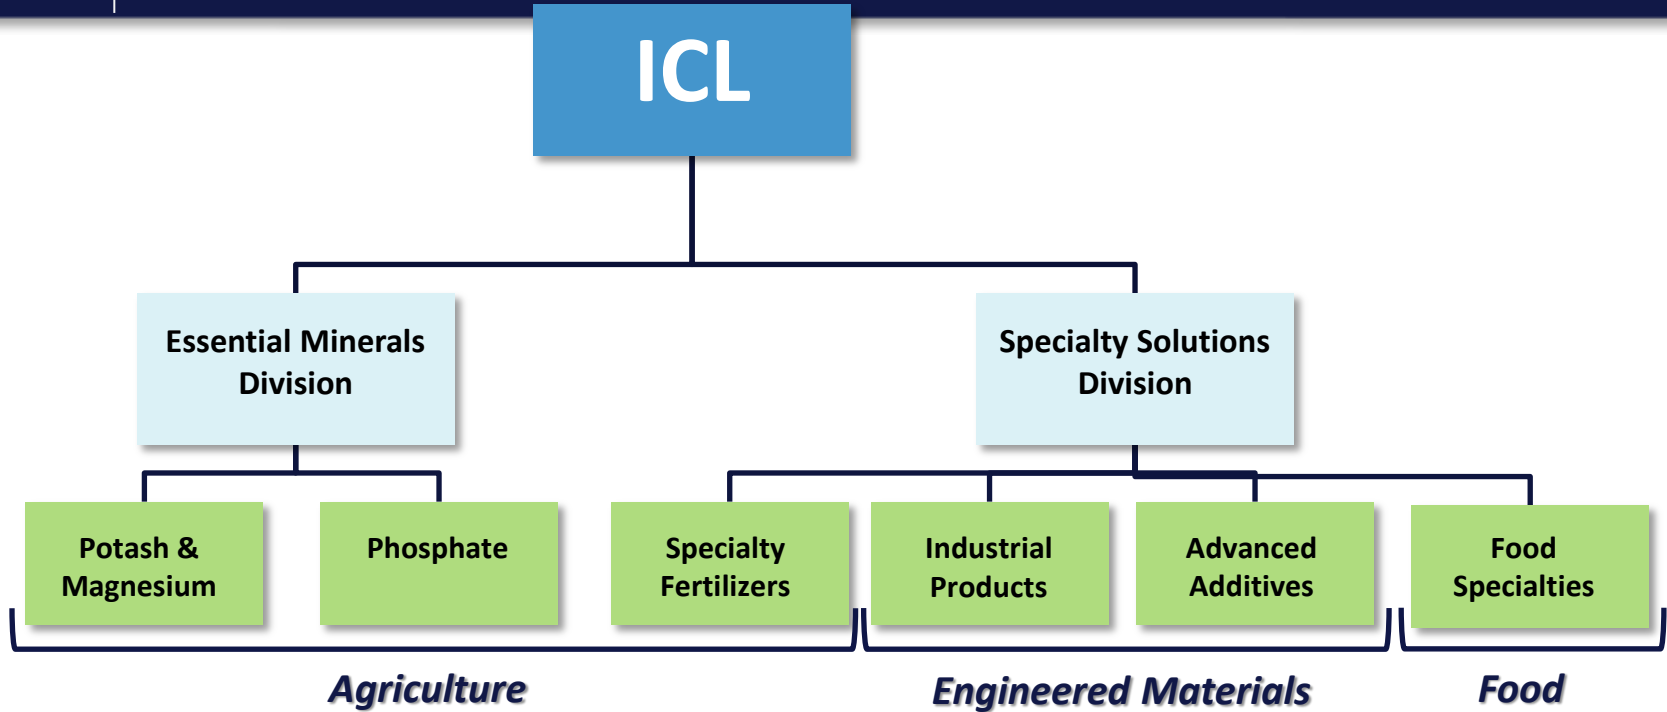 ICL
Essential Minerals
Division
Specialty Solutions
Division
Potash &
Magnesium
Phosphate
Specialty
Fertilizers
Industrial
Products
Advanced
Additives
Food
Specialties
Agriculture
Engineered Materials
Food